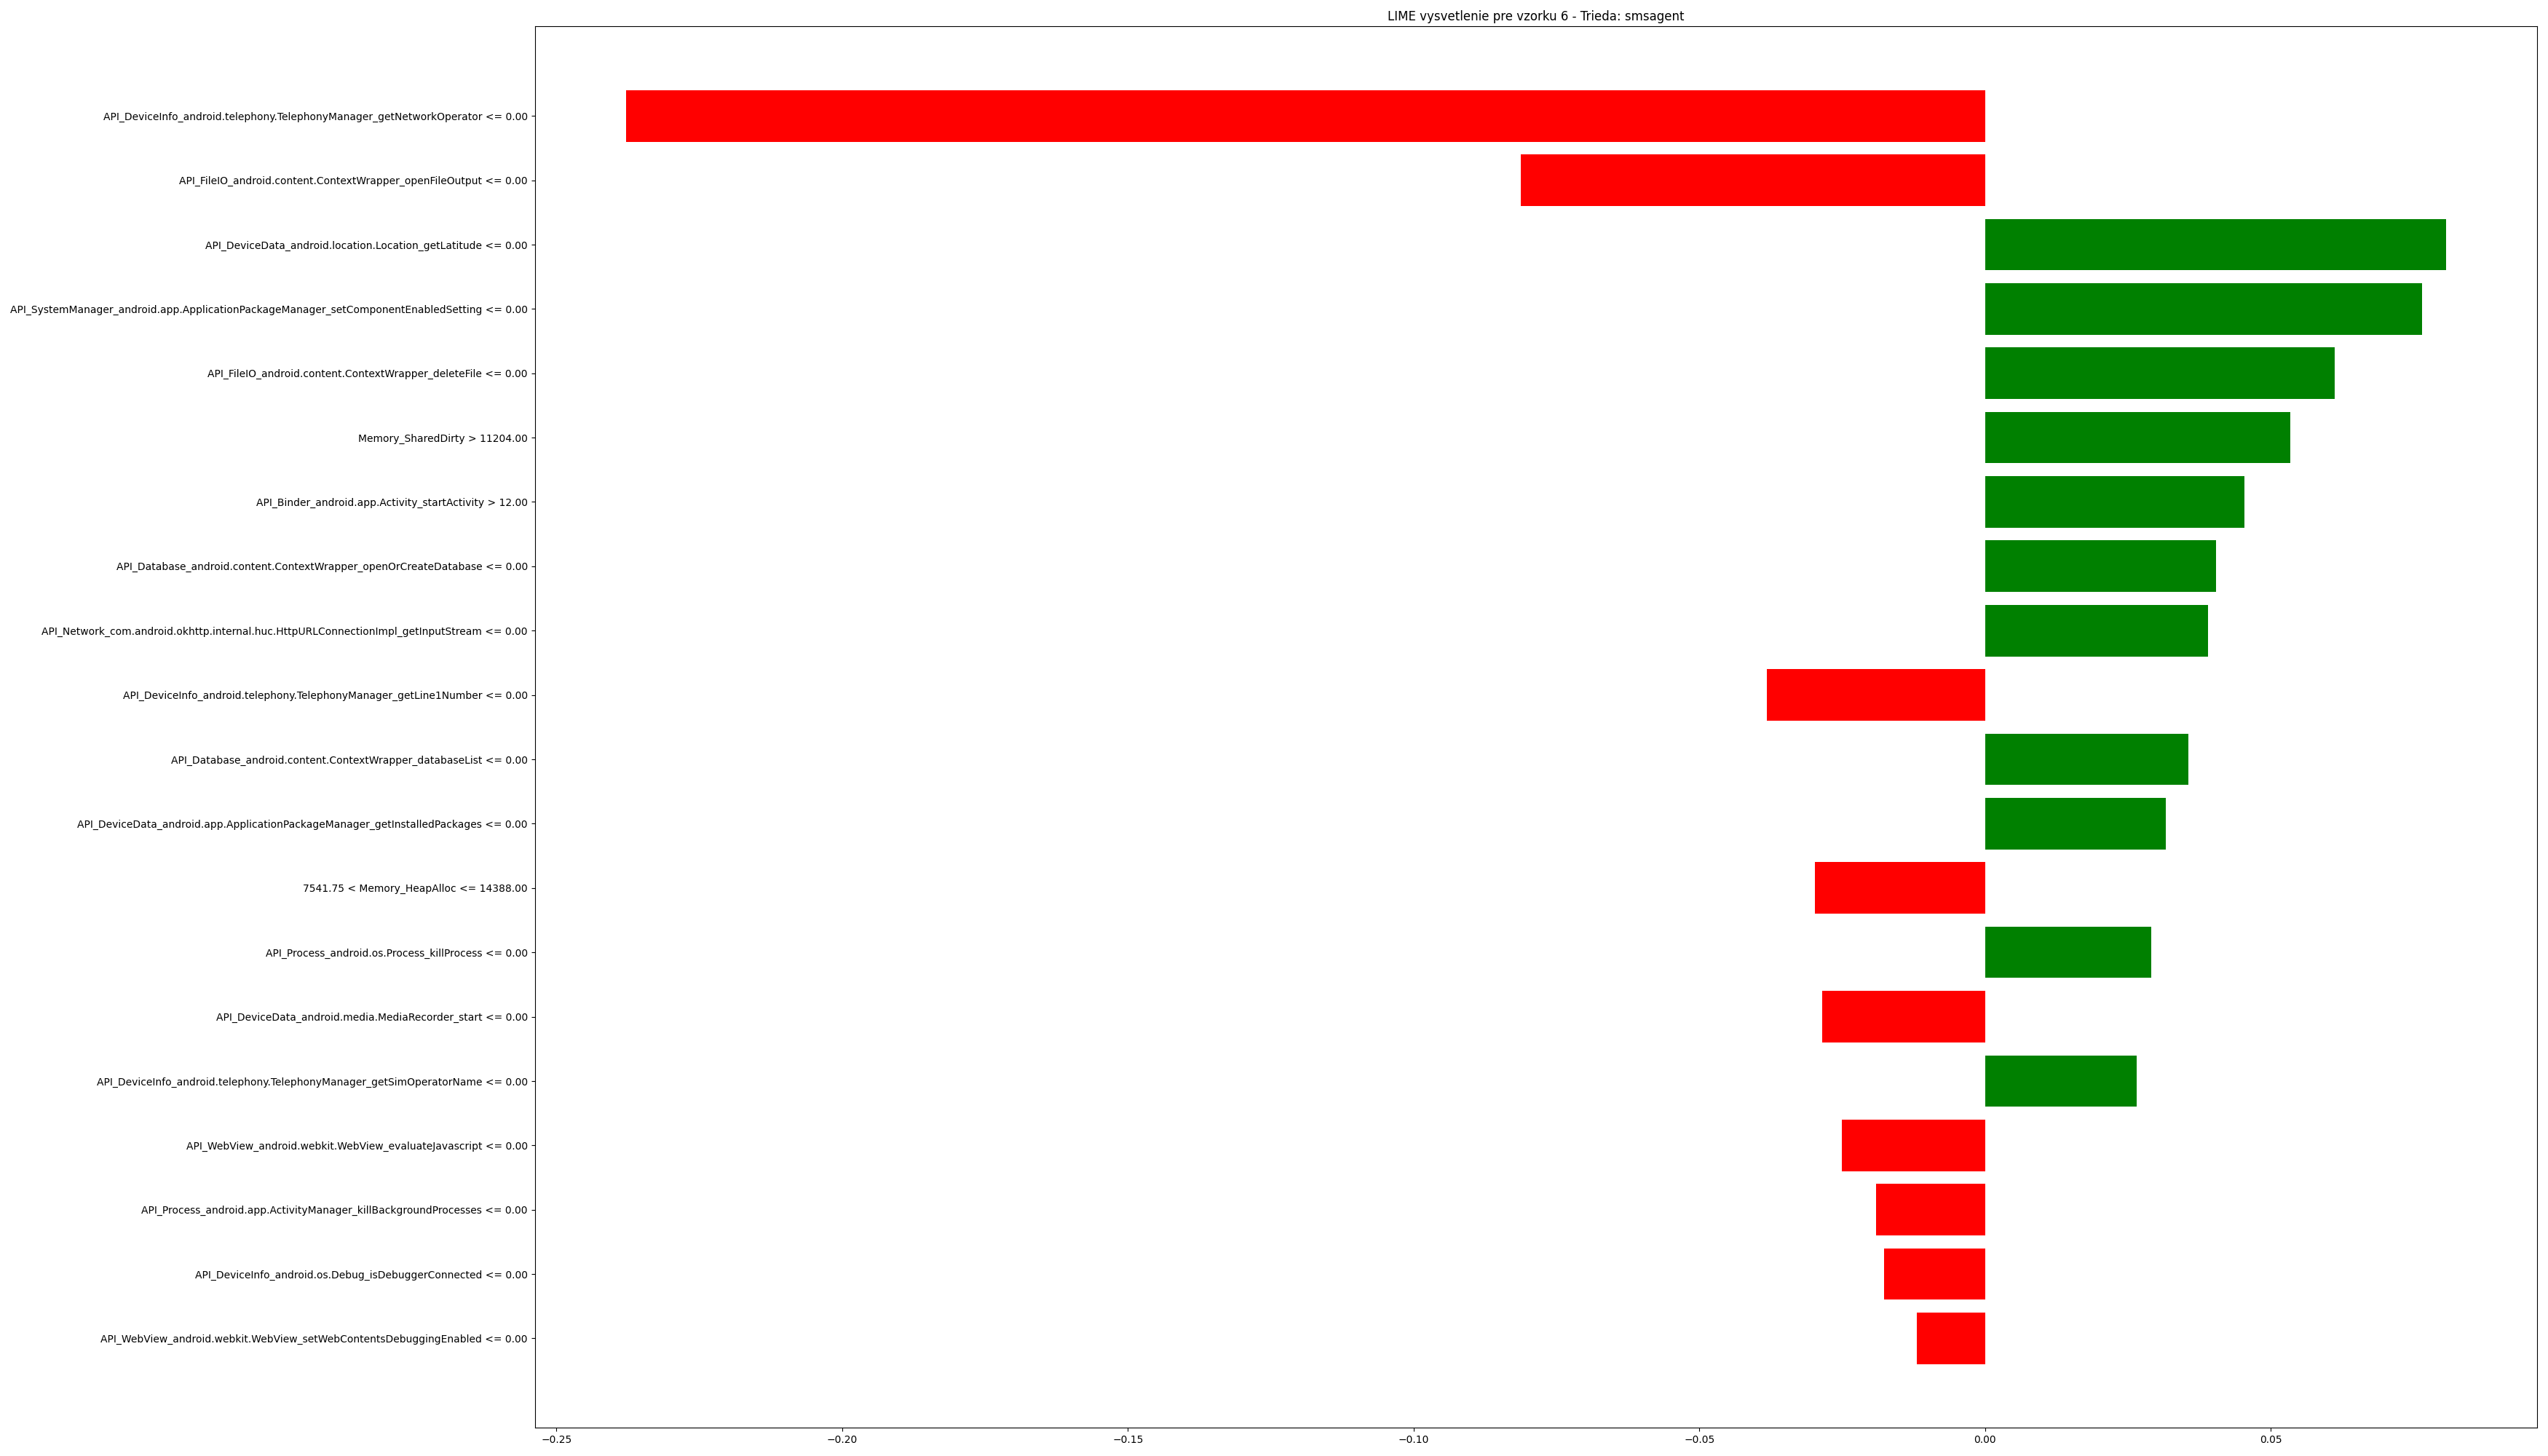 LIME vysvetlenie pre vzorku 6 - Trieda: smsagent
API_DeviceInfo_android.telephony.TelephonyManager_getNetworkOperator <= 0.00
API_FileIO_android.content.ContextWrapper_openFileOutput <= 0.00
API_DeviceData_android.location.Location_getLatitude <= 0.00
API_SystemManager_android.app.ApplicationPackageManager_setComponentEnabledSetting <= 0.00
API_FileIO_android.content.ContextWrapper_deleteFile <= 0.00
Memory_SharedDirty > 11204.00
API_Binder_android.app.Activity_startActivity > 12.00
API_Database_android.content.ContextWrapper_openOrCreateDatabase <= 0.00
API_Network_com.android.okhttp.internal.huc.HttpURLConnectionImpl_getInputStream <= 0.00
API_DeviceInfo_android.telephony.TelephonyManager_getLine1Number <= 0.00
API_Database_android.content.ContextWrapper_databaseList <= 0.00
API_DeviceData_android.app.ApplicationPackageManager_getInstalledPackages <= 0.00
7541.75 < Memory_HeapAlloc <= 14388.00
API_Process_android.os.Process_killProcess <= 0.00
API_DeviceData_android.media.MediaRecorder_start <= 0.00
API_DeviceInfo_android.telephony.TelephonyManager_getSimOperatorName <= 0.00
API_WebView_android.webkit.WebView_evaluateJavascript <= 0.00
API_Process_android.app.ActivityManager_killBackgroundProcesses <= 0.00
API_DeviceInfo_android.os.Debug_isDebuggerConnected <= 0.00
API_WebView_android.webkit.WebView_setWebContentsDebuggingEnabled <= 0.00
−0.25 −0.20 −0.15 −0.10 −0.05 0.00 0.05